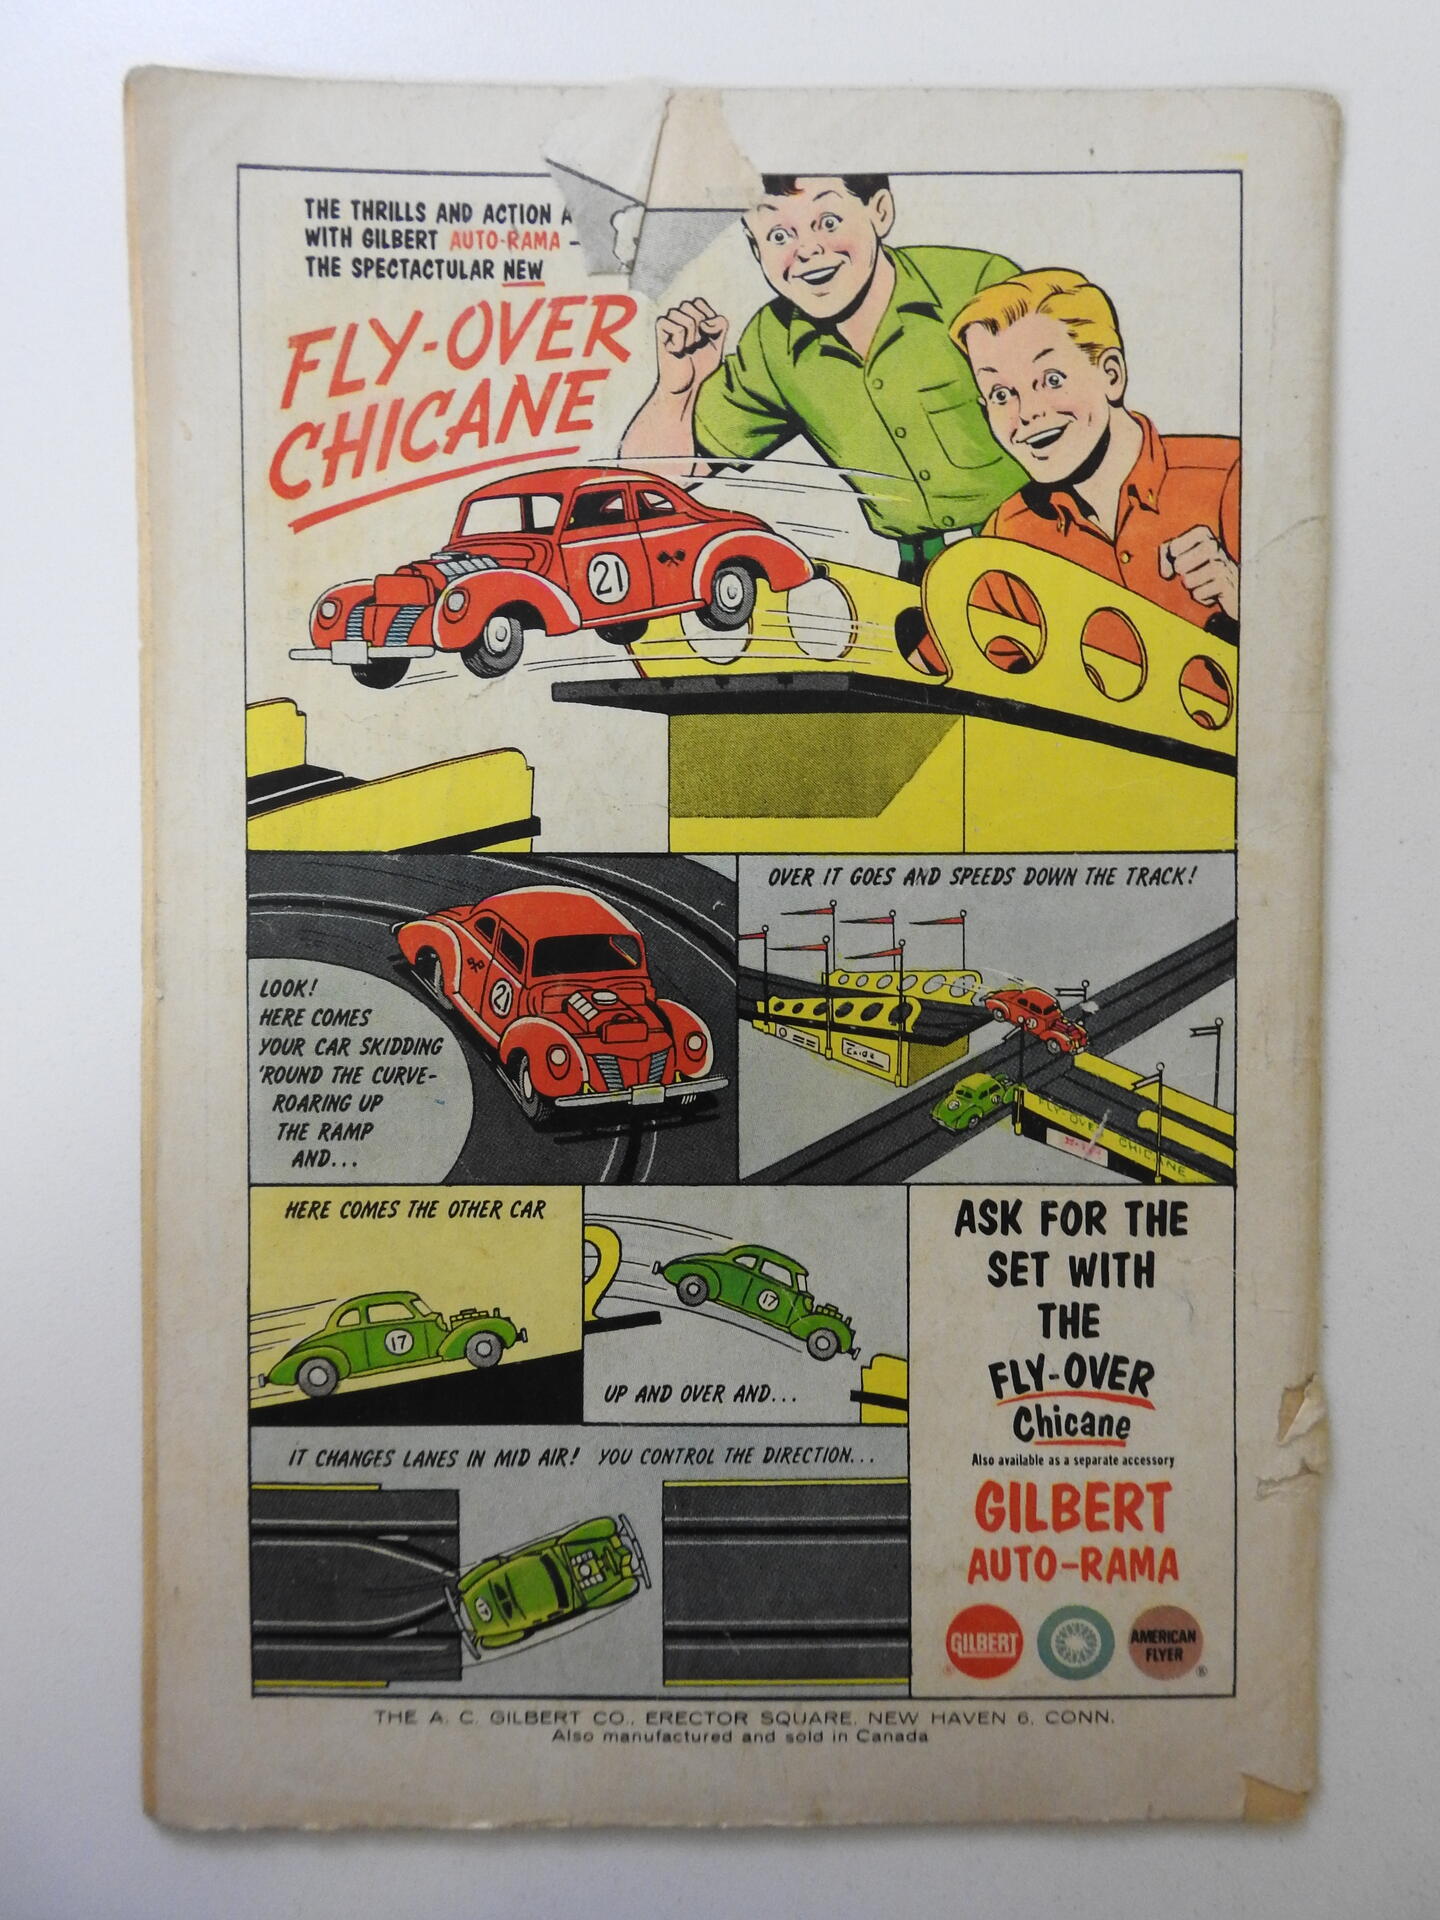 THE THRILLS AND ACTION
WITH GILBERT AUTO-RAMA –
THE SPECTACTULAR NEW
FLY-OVER
CHICANE
21
LOOK!
HERE COMES
YOUR CAR SKIDDING
'ROUND THE CURVE-
ROARING UP
THE RAMP
AND...
21
OVER IT GOES AND SPEEDS DOWN THE TRACK!
FLY-OVER CHICANE
HERE COMES THE OTHER CAR
17
17
UP AND OVER AND...
IT CHANGES LANES IN MID AIR! YOU CONTROL THE DIRECTION...
17
ASK FOR THE
SET WITH
THE
FLY-OVER
Chicane
Also available as a separate accessory
GILBERT
AUTO-RAMA
GILBERT
AMERICAN
FLYER
®
THE A. C. GILBERT CO., ERECTOR SQUARE, NEW HAVEN 6, CONN.
Also manufactured and sold in Canada